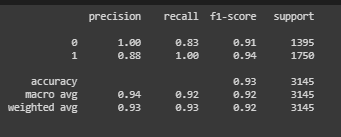 precision recall f1-score support
0 1.00 0.83 0.91 1395
1 0.88 1.00 0.94 1750
accuracy 0.93 3145
macro avg 0.94 0.92 0.92 3145
weighted avg 0.93 0.93 0.92 3145